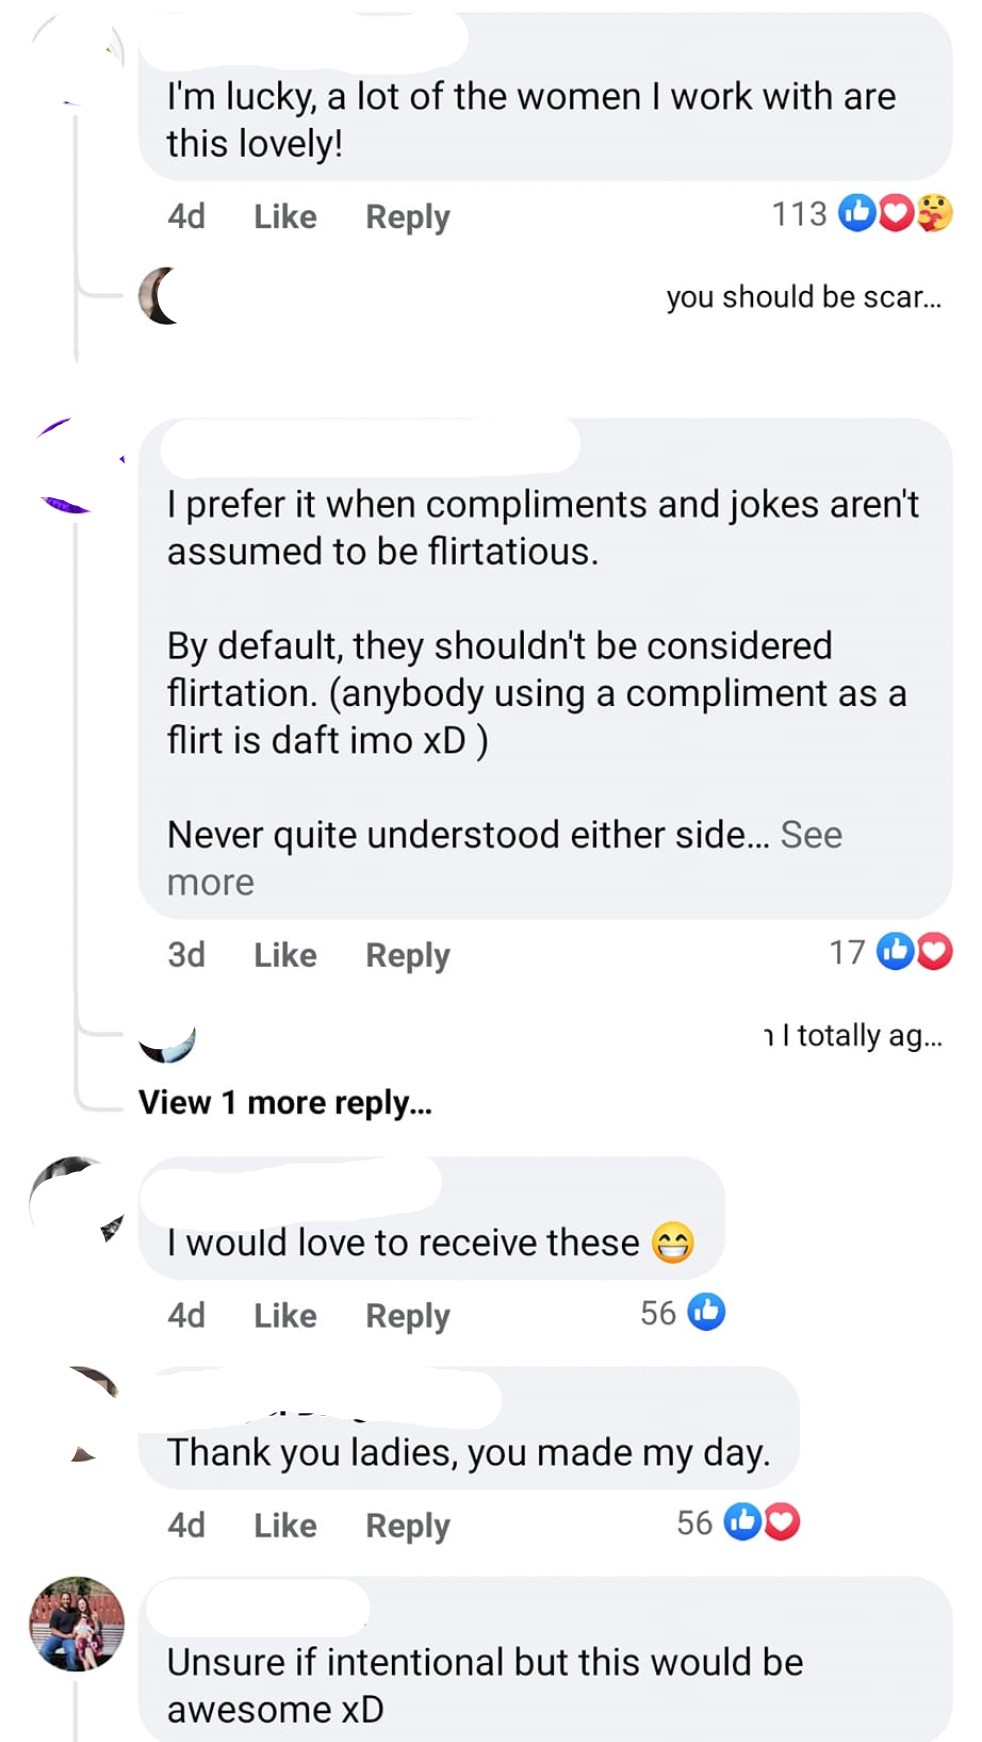 I'm lucky, a lot of the women I work with are
this lovely!
4d Like Reply 113
you should be scar...
I prefer it when compliments and jokes aren't
assumed to be flirtatious.
By default, they shouldn't be considered
flirtation. (anybody using a compliment as a
flirt is daft imo xD )
Never quite understood either side... See
more
3d Like Reply 17
I totally ag...
View 1 more reply...
I would love to receive these 😁
4d Like Reply 56
Thank you ladies, you made my day.
4d Like Reply 56
Unsure if intentional but this would be
awesome xD